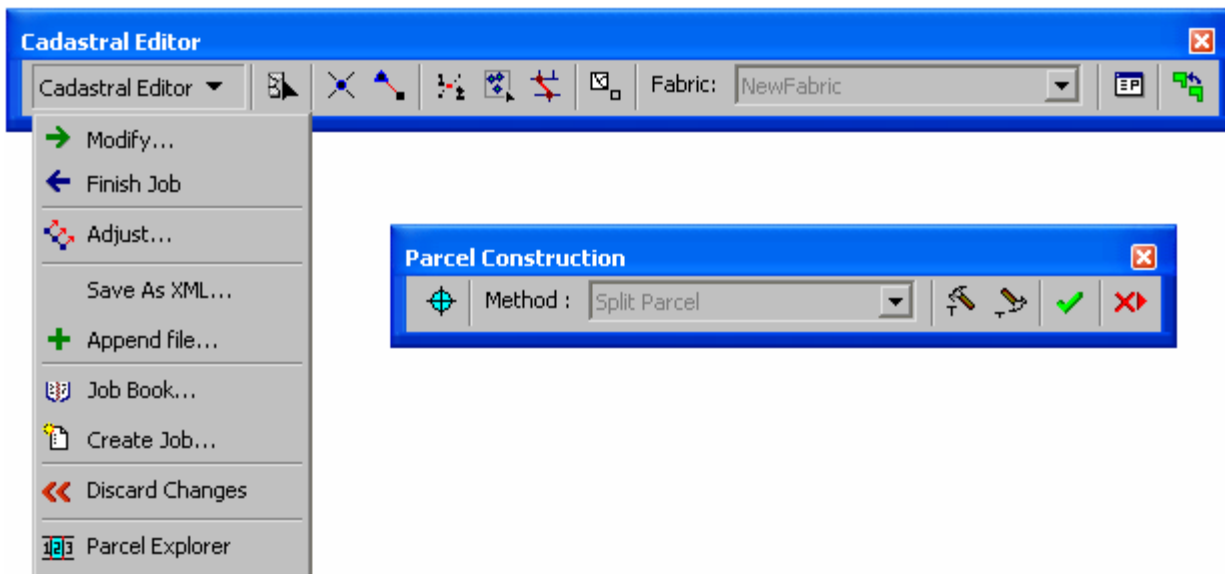 Cadastral Editor
Cadastral Editor
Fabric: NewFabric
Modify...
Finish Job
Adjust...
Save As XML...
Append file...
Job Book...
Create Job...
Discard Changes
Parcel Explorer
Parcel Construction
Method : Split Parcel